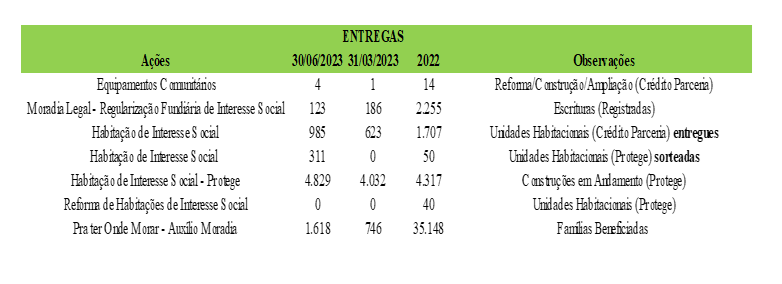 ENTREGAS
Ações 30/06/2023 31/03/2023 2022 Observações
Equipamentos Comunitários 4 1 14 Reforma/Construção/Ampliação (Crédito Parceria)
Moradia Legal - Regularização Fundiária de Interesse Social 123 186 2.255 Escrituras (Registradas)
Habitação de Interesse Social 985 623 1.707 Unidades Habitacionais (Crédito Parceria) entregues
Habitação de Interesse Social 311 0 50 Unidades Habitacionais (Protege) sorteadas
Habitação de Interesse Social - Protege 4.829 4.032 4.317 Construções em Andamento (Protege)
Reforma de Habitações de Interesse Social 0 0 40 Unidades Habitacionais (Protege)
Pra ter Onde Morar - Auxílio Moradia 1.618 746 35.148 Famílias Beneficiadas